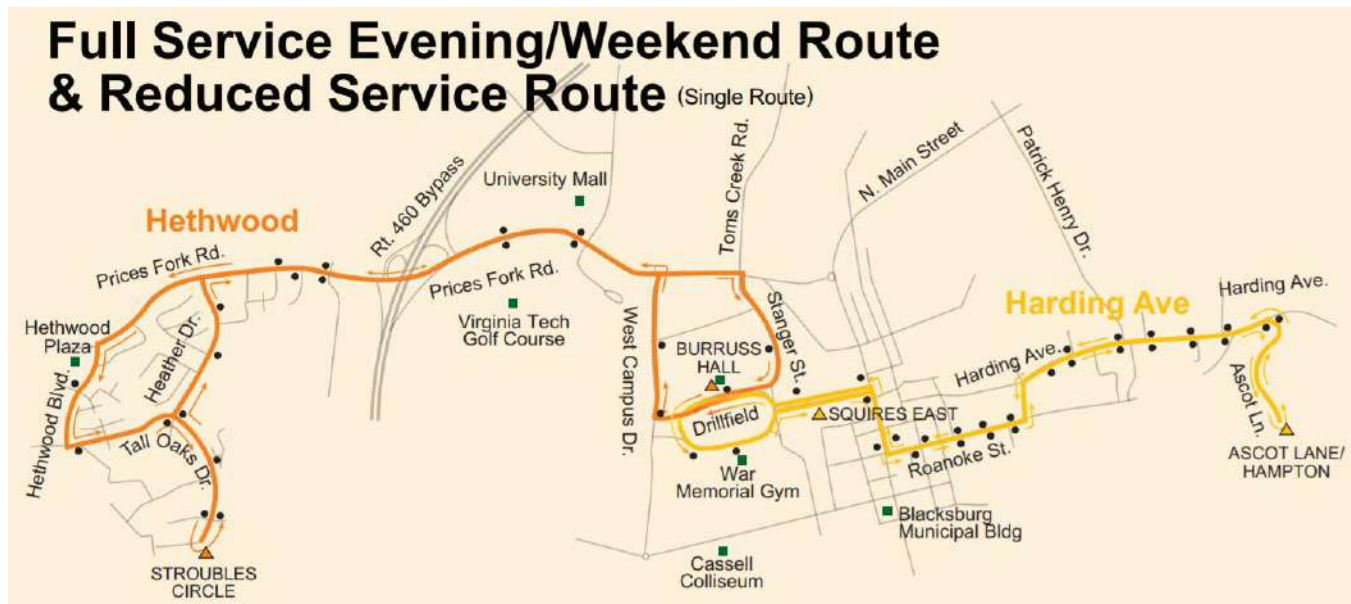 Full Service Evening/Weekend Route
& Reduced Service Route (Single Route)
Hethwood
Prices Fork Rd.
Rt. 460 Bypass
University Mall
Prices Fork Rd.
Virginia Tech
Golf Course
Toms Creek Rd.
N. Main Street
Patrick Henry Dr.
Hethwood
Plaza
Hethwood Blvd.
Heather Dr.
Tall Oaks Dr.
STROUBLES
CIRCLE
West Campus Dr.
Stanger St.
BURRUSS
HALL
Drillfield
SQUIRES EAST
War
Memorial Gym
Cassell
Colliseum
Blacksburg
Municipal Bldg
Roanoke St.
Harding Ave.
Harding Ave
Harding Ave.
Ascot Ln.
ASCOT LANE/
HAMPTON